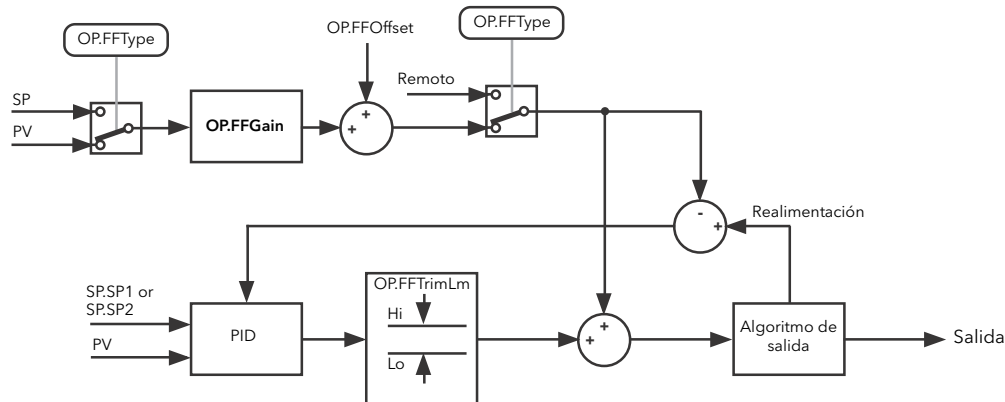 OP.FFType
OP.FFOffset
OP.FFType
SP
PV
OP.FFGain
+
+
Remoto
-
+
Realimentación
SP.SP1 or
SP.SP2
PV
PID
OP.FFTrimLm
Hi
Lo
+
+
Algoritmo de
salida
Salida